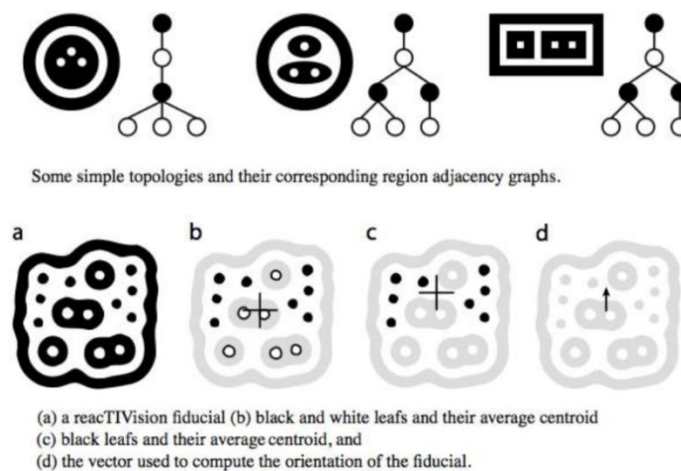 Some simple topologies and their corresponding region adjacency graphs.
a b c d
(a) a reacTIVision fiducial (b) black and white leafs and their average centroid
(c) black leafs and their average centroid, and
(d) the vector used to compute the orientation of the fiducial.